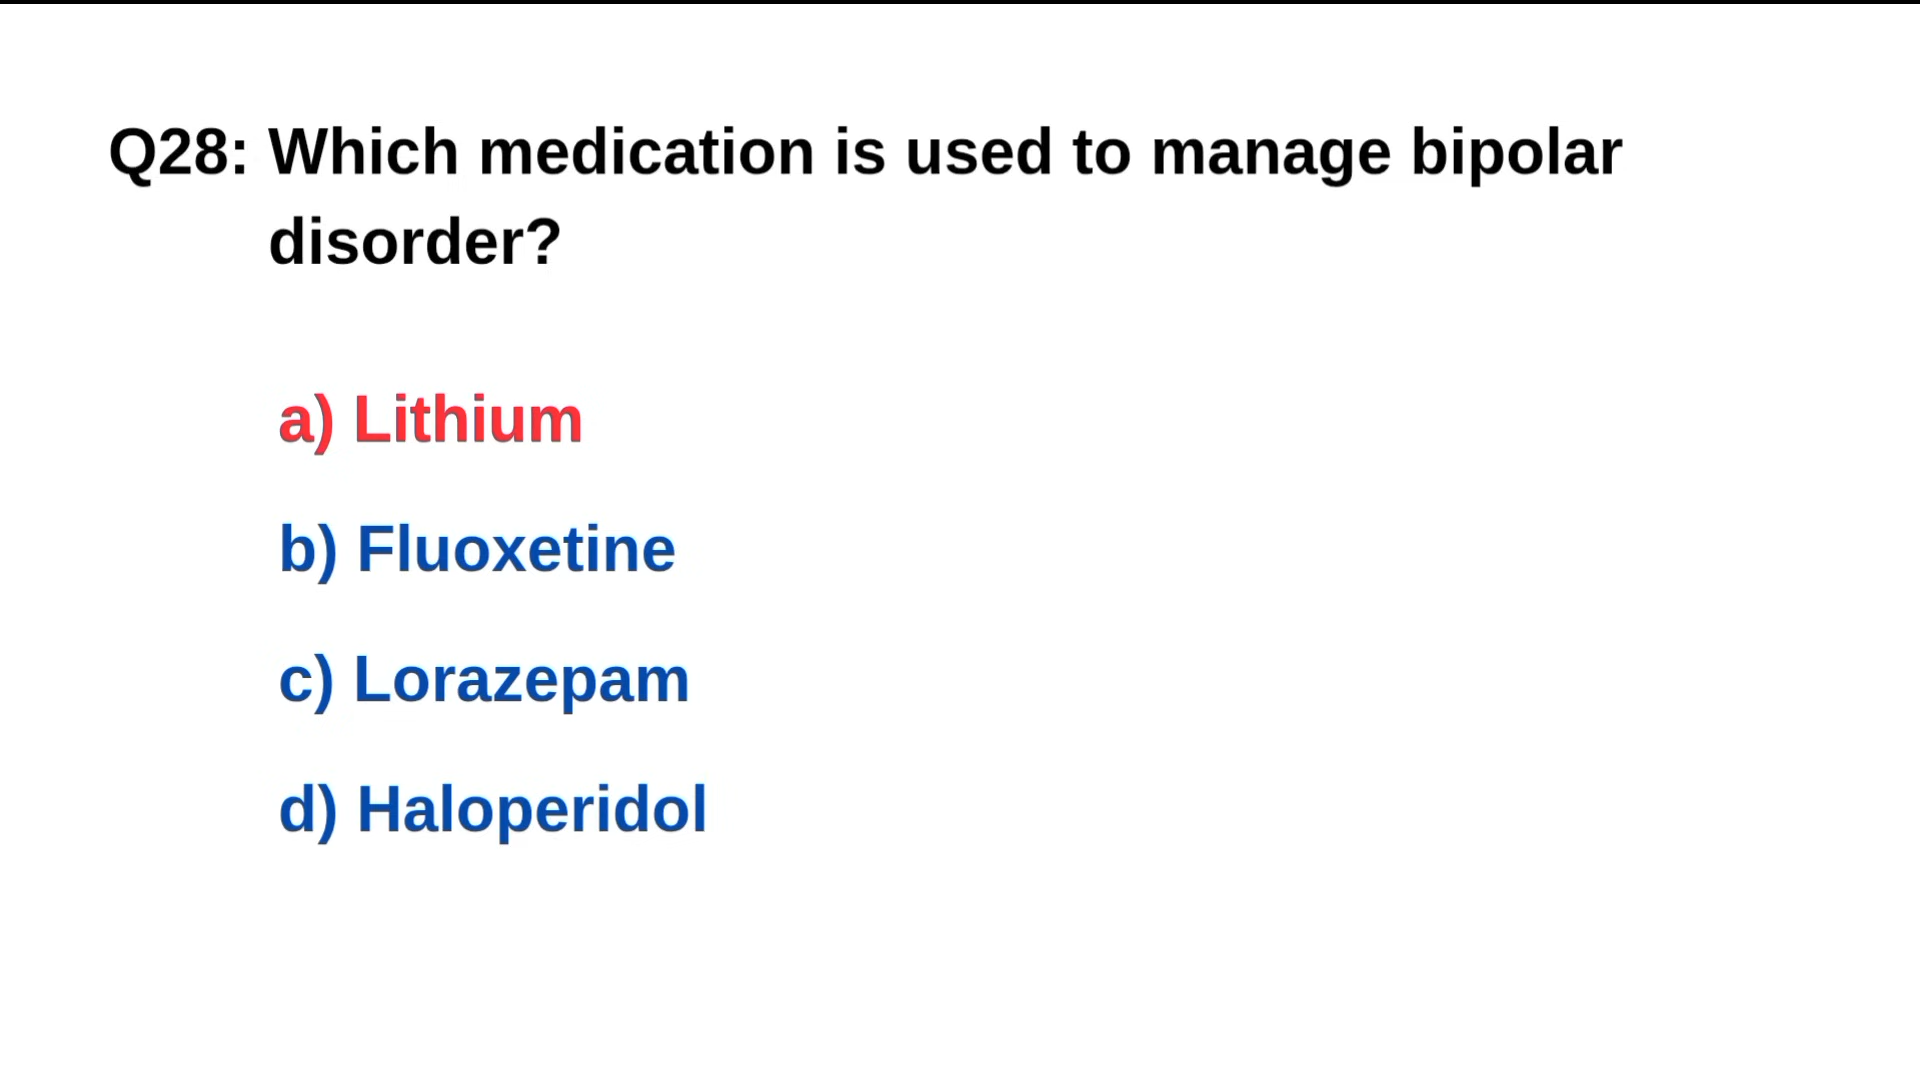 Q28: Which medication is used to manage bipolar
disorder?
a) Lithium
b) Fluoxetine
c) Lorazepam
d) Haloperidol